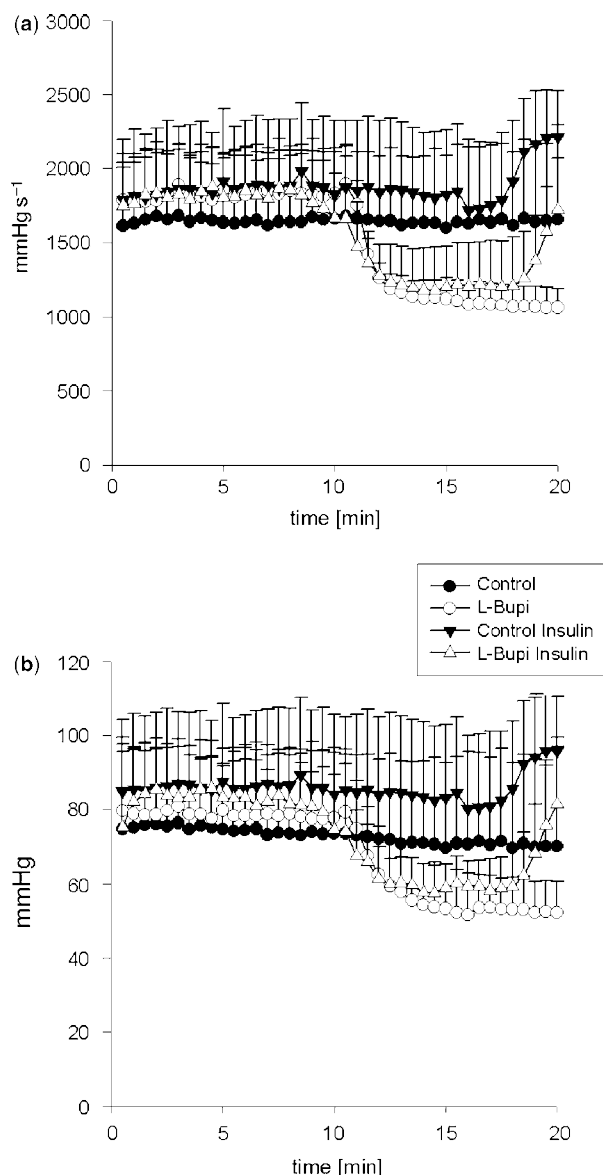 (a)
3000
2500
2000
1500
1000
500
0
mmHg s⁻¹
0 5 10 15 20
time [min]
Control
L-Bupi
Control Insulin
L-Bupi Insulin
(b)
120
100
80
60
40
20
0
mmHg
0 5 10 15 20
time [min]